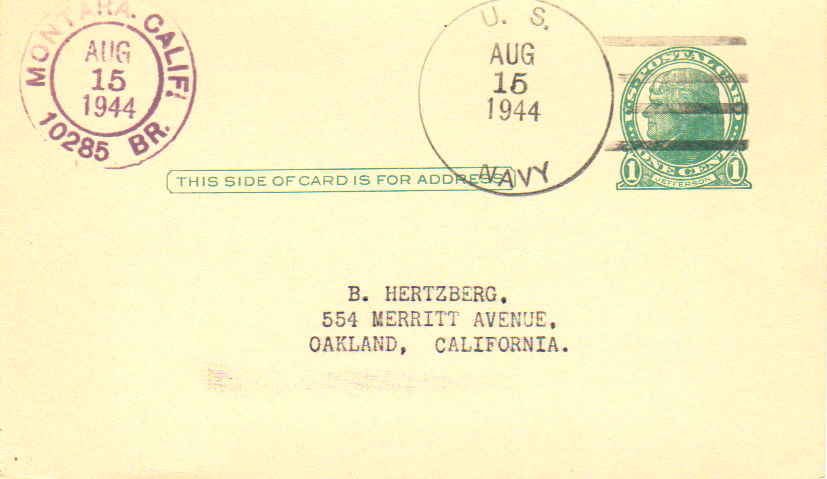 MONTARA. CALIF.
AUG
15
1944
10285 BR.
U. S.
AUG
15
1944
NAVY
U.S. POSTAL CARD
ONE CENT
1 JEFFERSON 1
THIS SIDE OF CARD IS FOR ADDRESS
B. HERTZBERG,
554 MERRITT AVENUE,
OAKLAND, CALIFORNIA.